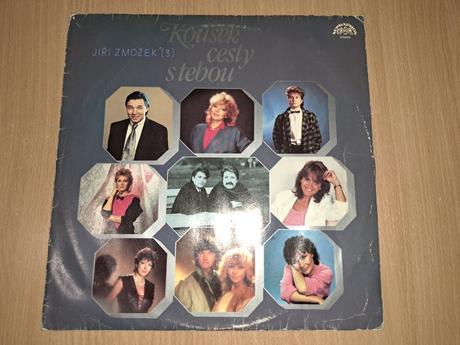 Kousek
cesty
s tebou
JIŘÍ ZMOŽEK (3)